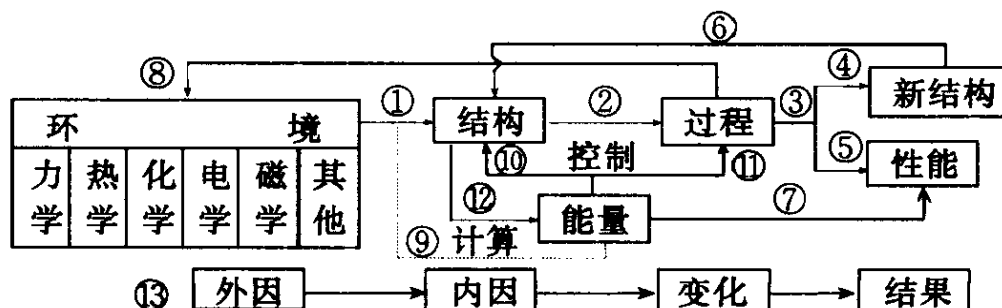 ⑥
⑧ ④
① ② ③ 新结构
环 境 结构 过程
⑩ 控制 ⑪ ⑤ 性能
力学 热学 化学 电学 磁学 其他
⑫ 能量 ⑦
⑨ 计算
⑬ 外因 内因 变化 结果